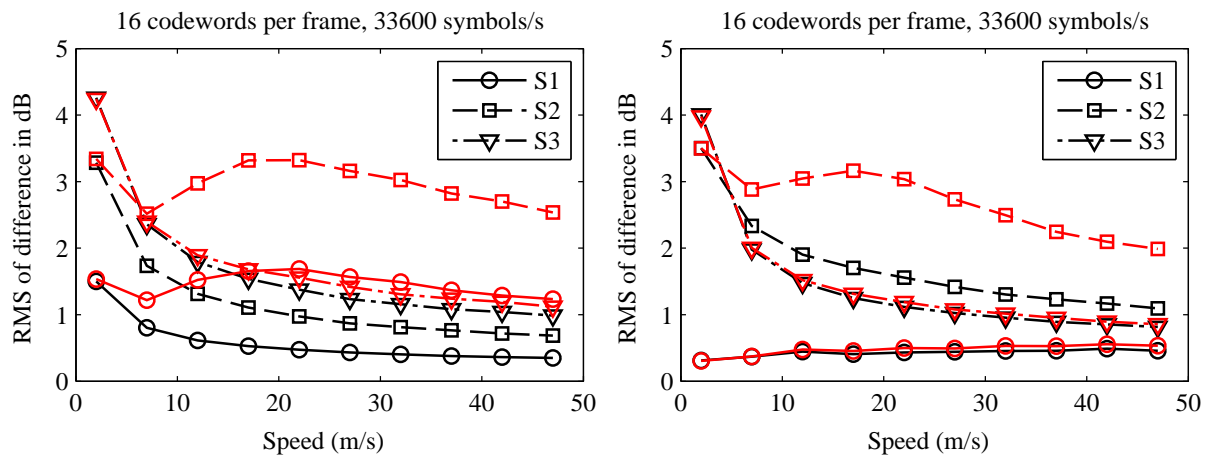 16 codewords per frame, 33600 symbols/s
5
4
3
2
1
0
0 10 20 30 40 50
RMS of difference in dB
Speed (m/s)
S1
S2
S3
16 codewords per frame, 33600 symbols/s
5
4
3
2
1
0
0 10 20 30 40 50
RMS of difference in dB
Speed (m/s)
S1
S2
S3